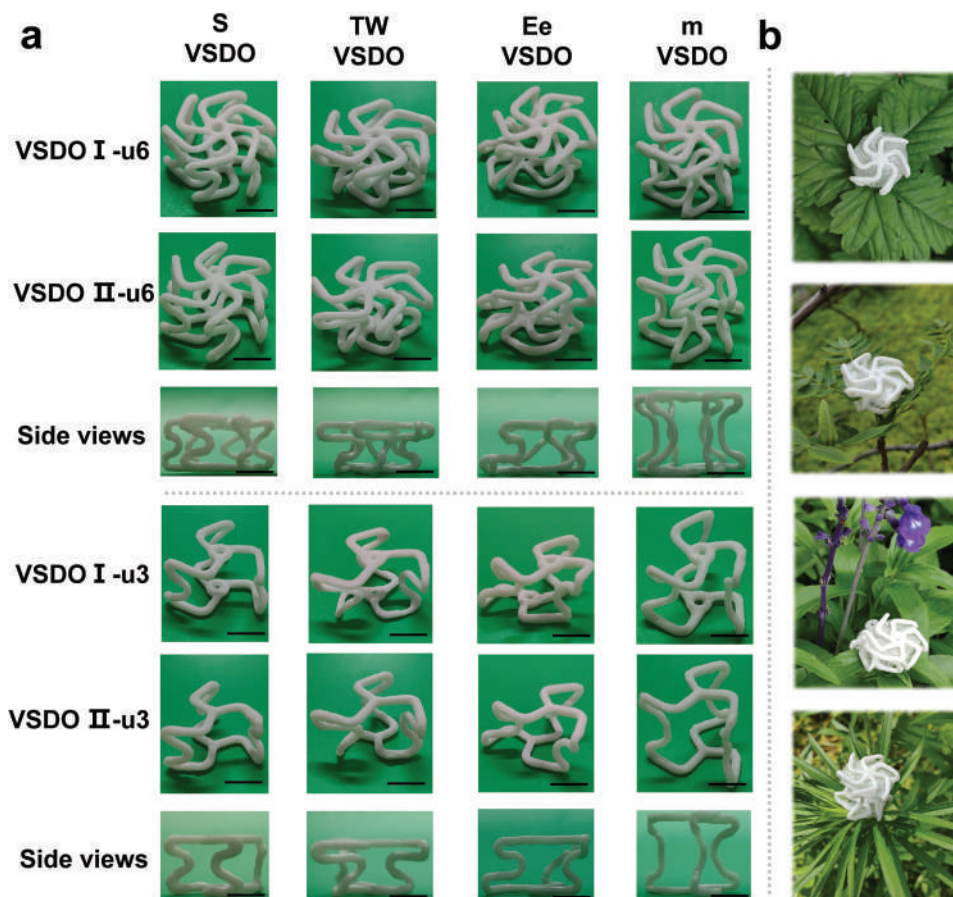 a
S VSDO
TW VSDO
Ee VSDO
m VSDO
b
VSDO I-u6
VSDO II-u6
Side views
VSDO I-u3
VSDO II-u3
Side views